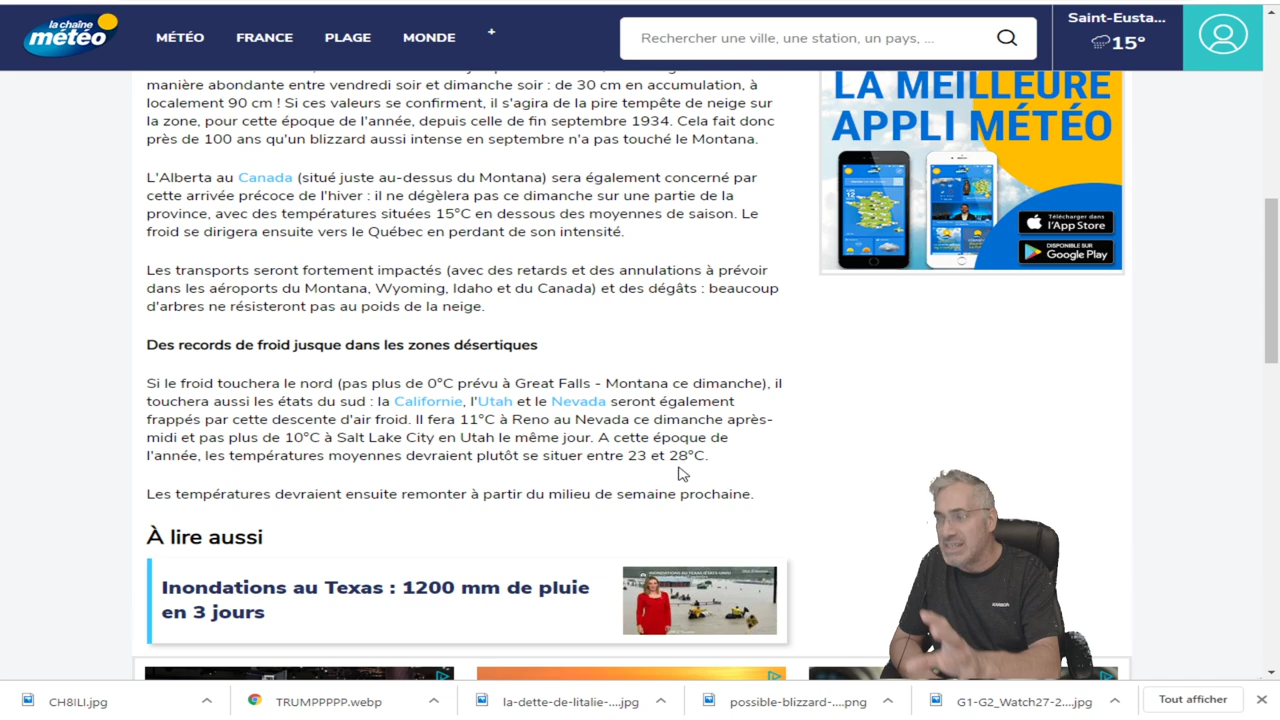 la chaîne
météo
MÉTÉO FRANCE PLAGE MONDE +
Rechercher une ville, une station, un pays, ...
Saint-Eusta...
15°
manière abondante entre vendredi soir et dimanche soir : de 30 cm en accumulation, à
localement 90 cm ! Si ces valeurs se confirment, il s'agira de la pire tempête de neige sur
la zone, pour cette époque de l'année, depuis celle de fin septembre 1934. Cela fait donc
près de 100 ans qu'un blizzard aussi intense en septembre n'a pas touché le Montana.
L'Alberta au Canada (situé juste au-dessus du Montana) sera également concerné par
cette arrivée précoce de l'hiver : il ne dégèlera pas ce dimanche sur une partie de la
province, avec des températures situées 15°C en dessous des moyennes de saison. Le
froid se dirigera ensuite vers le Québec en perdant de son intensité.
Les transports seront fortement impactés (avec des retards et des annulations à prévoir
dans les aéroports du Montana, Wyoming, Idaho et du Canada) et des dégâts : beaucoup
d'arbres ne résisteront pas au poids de la neige.
Des records de froid jusque dans les zones désertiques
Si le froid touchera le nord (pas plus de 0°C prévu à Great Falls - Montana ce dimanche), il
touchera aussi les états du sud : la Californie, l'Utah et le Nevada seront également
frappés par cette descente d'air froid. Il fera 11°C à Reno au Nevada ce dimanche après-
midi et pas plus de 10°C à Salt Lake City en Utah le même jour. A cette époque de
l'année, les températures moyennes devraient plutôt se situer entre 23 et 28°C.
Les températures devraient ensuite remonter à partir du milieu de semaine prochaine.
À lire aussi
Inondations au Texas : 1200 mm de pluie
en 3 jours
LA MEILLEURE
APPLI MÉTÉO
Télécharger dans
l'App Store
DISPONIBLE SUR
Google Play
CH8ILI.jpg
TRUMPPPPP.webp
la-dette-de-litalie-....jpg
possible-blizzard-....png
G1-G2_Watch27-2....jpg
Tout afficher